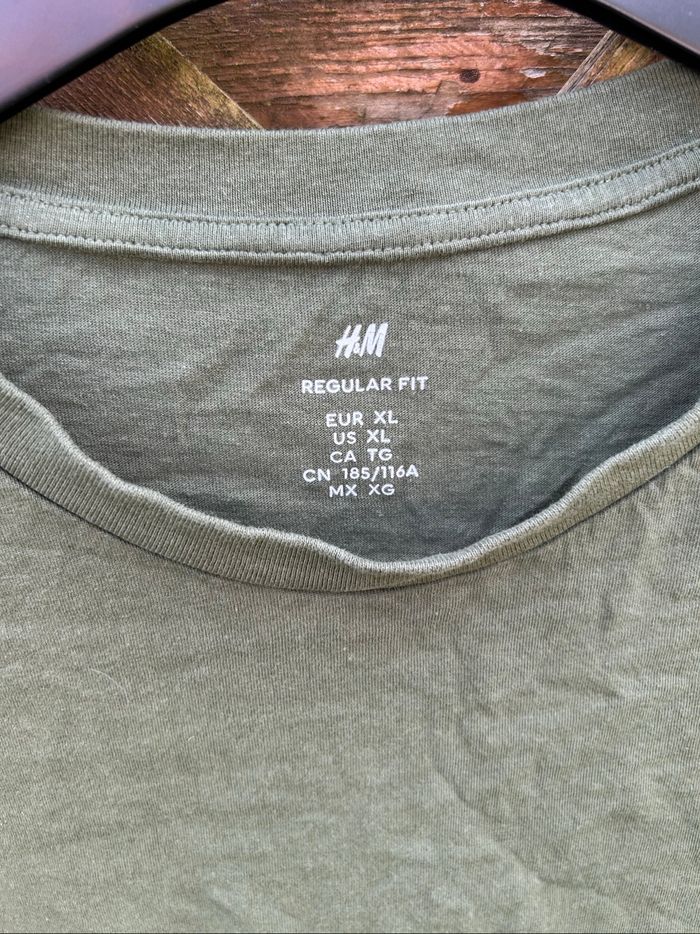 H&M
REGULAR FIT
EUR XL
US XL
CA TG
CN 185/116A
MX XG